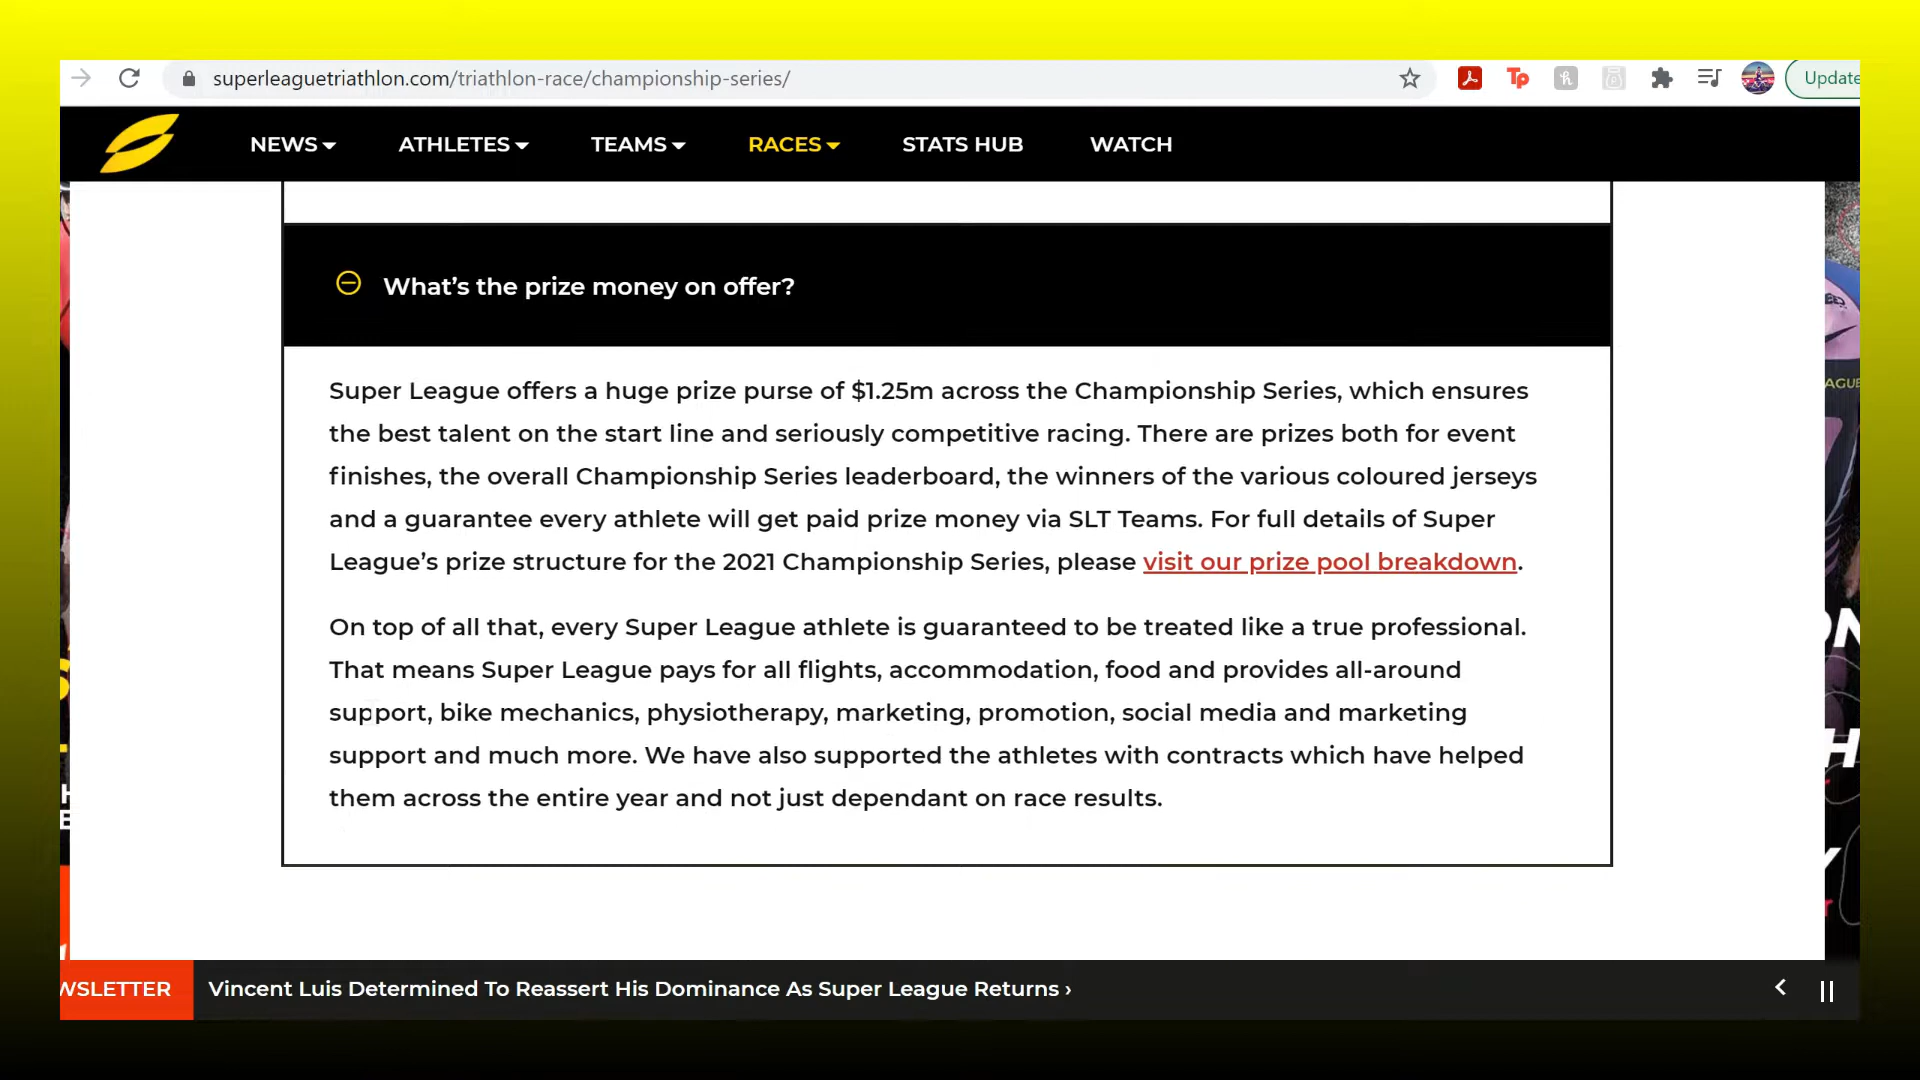 superleaguetriathlon.com/triathlon-race/championship-series/
Update
NEWS ATHLETES TEAMS RACES STATS HUB WATCH
What's the prize money on offer?
Super League offers a huge prize purse of $1.25m across the Championship Series, which ensures
the best talent on the start line and seriously competitive racing. There are prizes both for event
finishes, the overall Championship Series leaderboard, the winners of the various coloured jerseys
and a guarantee every athlete will get paid prize money via SLT Teams. For full details of Super
League's prize structure for the 2021 Championship Series, please visit our prize pool breakdown.
On top of all that, every Super League athlete is guaranteed to be treated like a true professional.
That means Super League pays for all flights, accommodation, food and provides all-around
support, bike mechanics, physiotherapy, marketing, promotion, social media and marketing
support and much more. We have also supported the athletes with contracts which have helped
them across the entire year and not just dependant on race results.
WSLETTER Vincent Luis Determined To Reassert His Dominance As Super League Returns ›